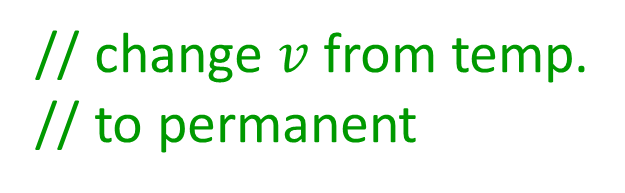 // change 𝑣 from temp.
// to permanent